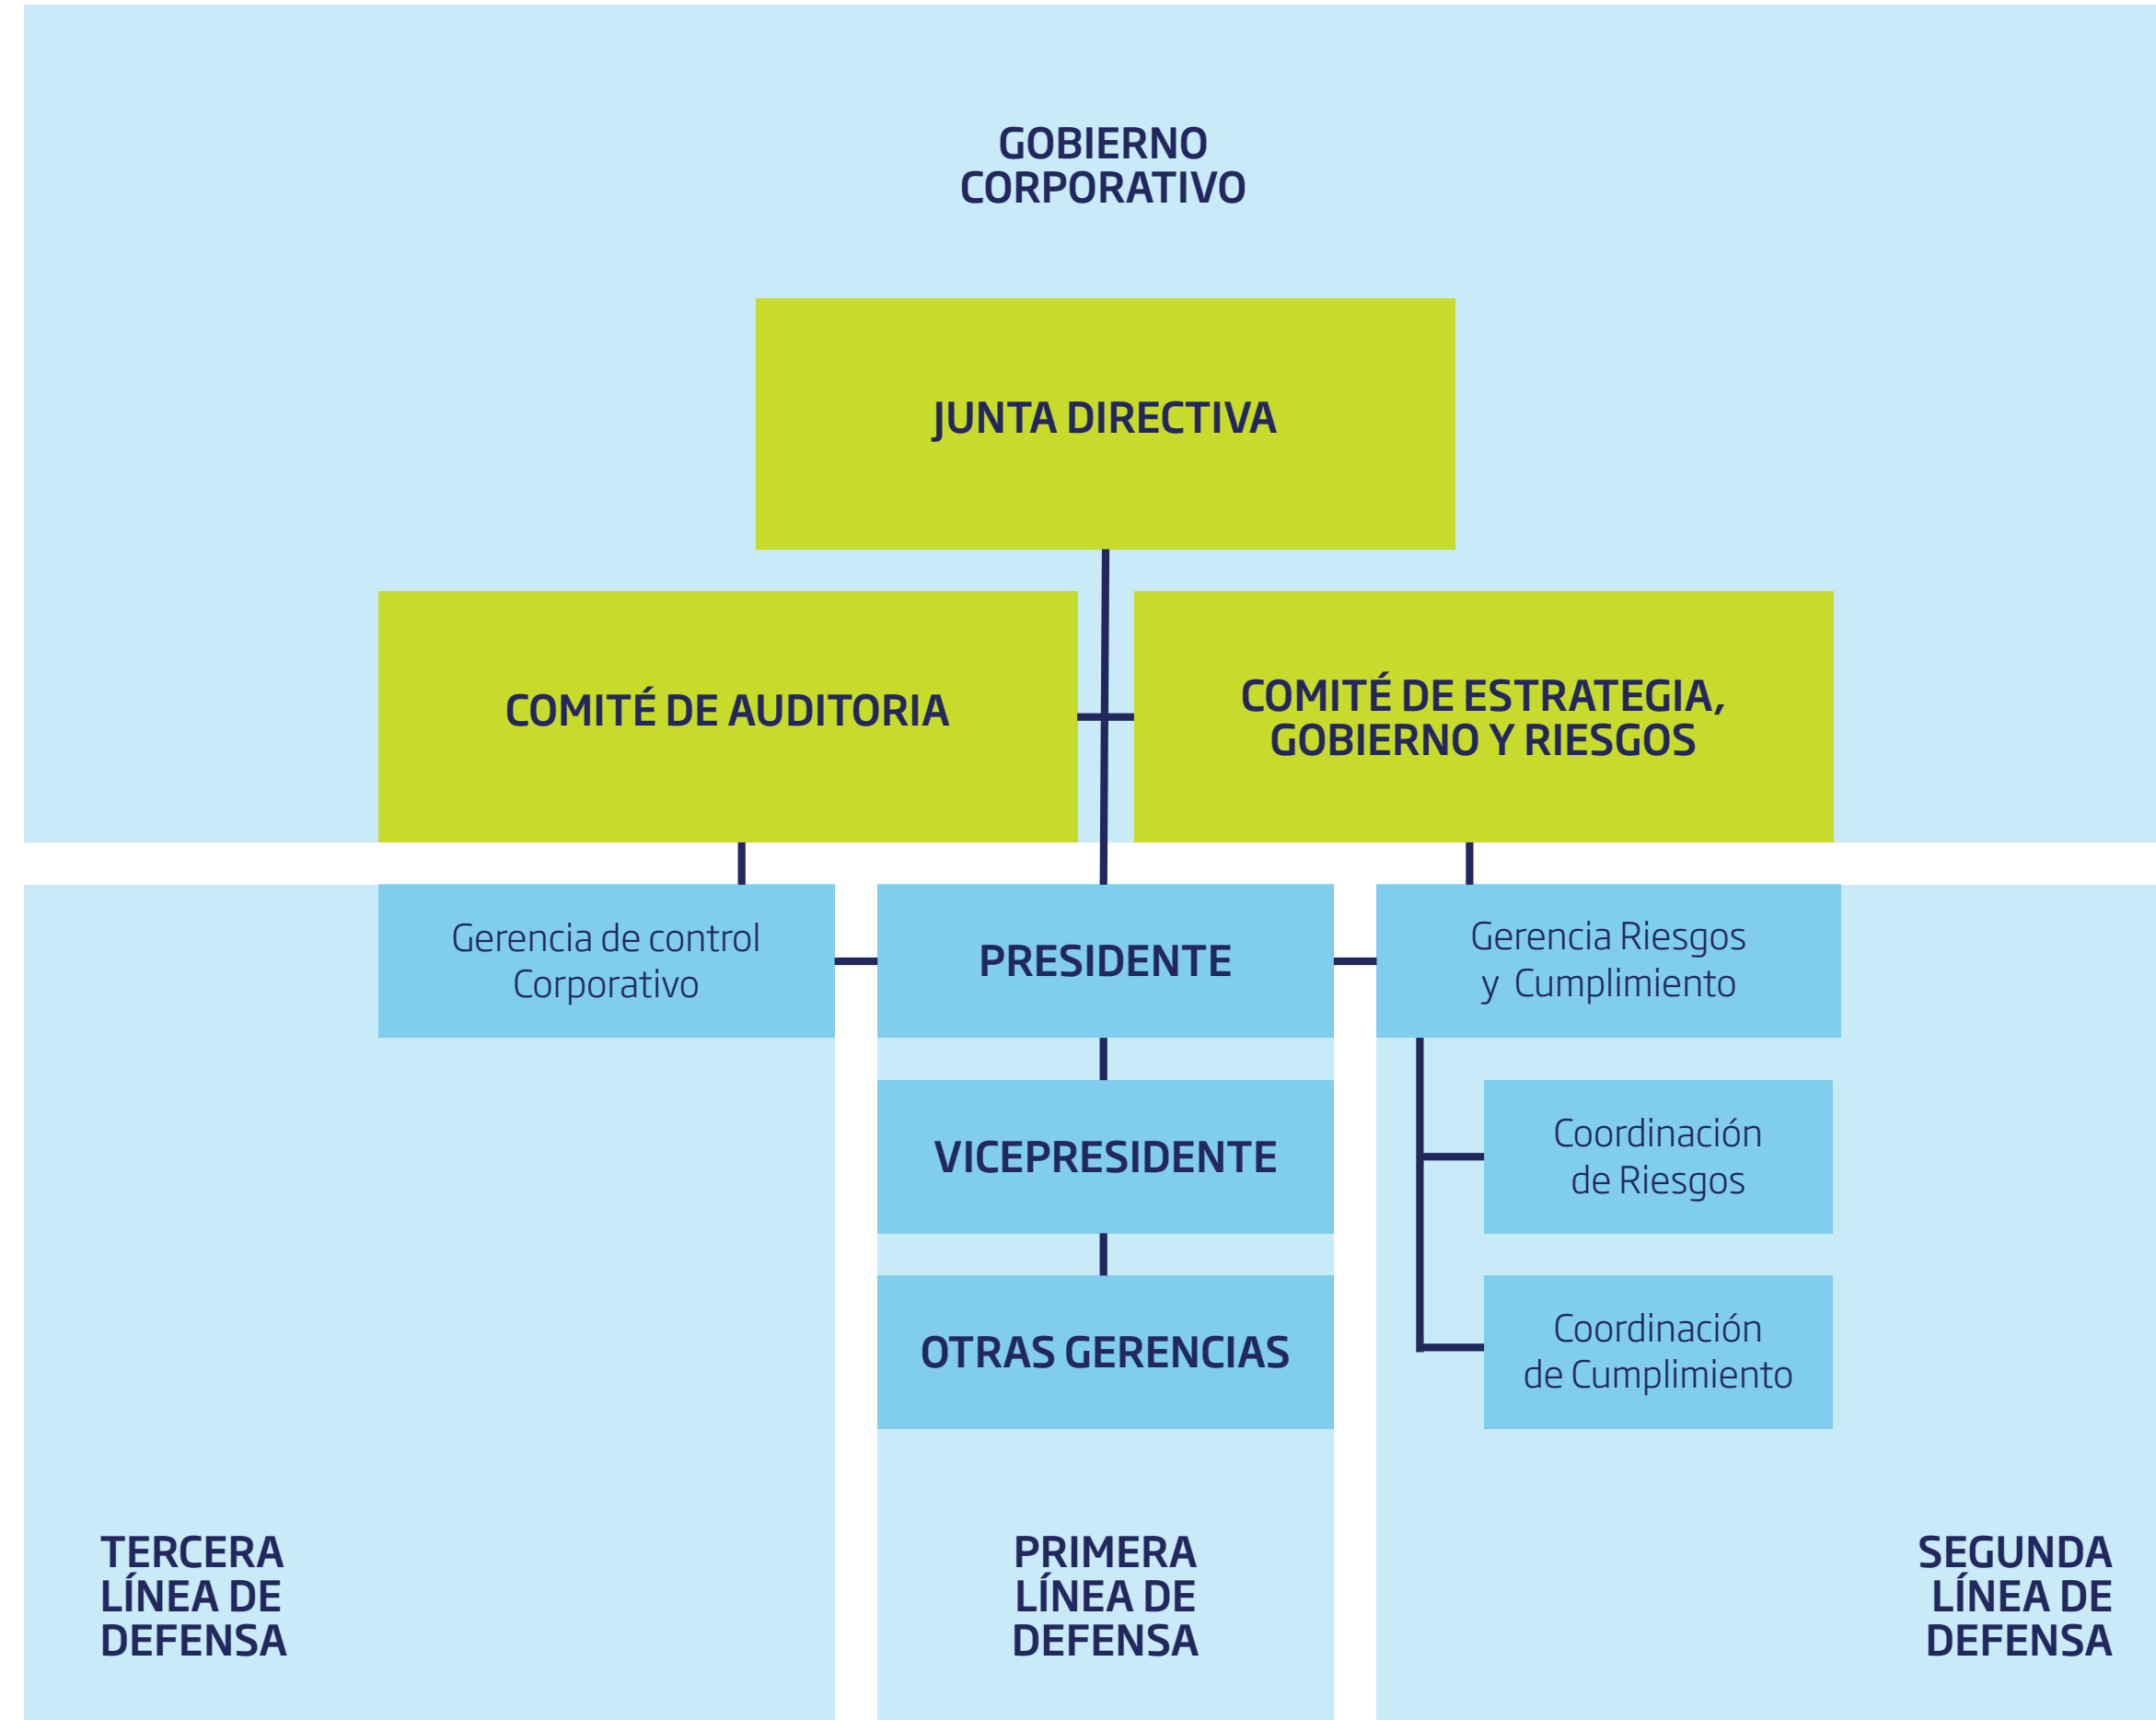 GOBIERNO
CORPORATIVO
JUNTA DIRECTIVA
COMITÉ DE AUDITORIA
COMITÉ DE ESTRATEGIA,
GOBIERNO Y RIESGOS
Gerencia de control
Corporativo
PRESIDENTE
Gerencia Riesgos
y Cumplimiento
VICEPRESIDENTE
Coordinación
de Riesgos
OTRAS GERENCIAS
Coordinación
de Cumplimiento
TERCERA
LÍNEA DE
DEFENSA
PRIMERA
LÍNEA DE
DEFENSA
SEGUNDA
LÍNEA DE
DEFENSA